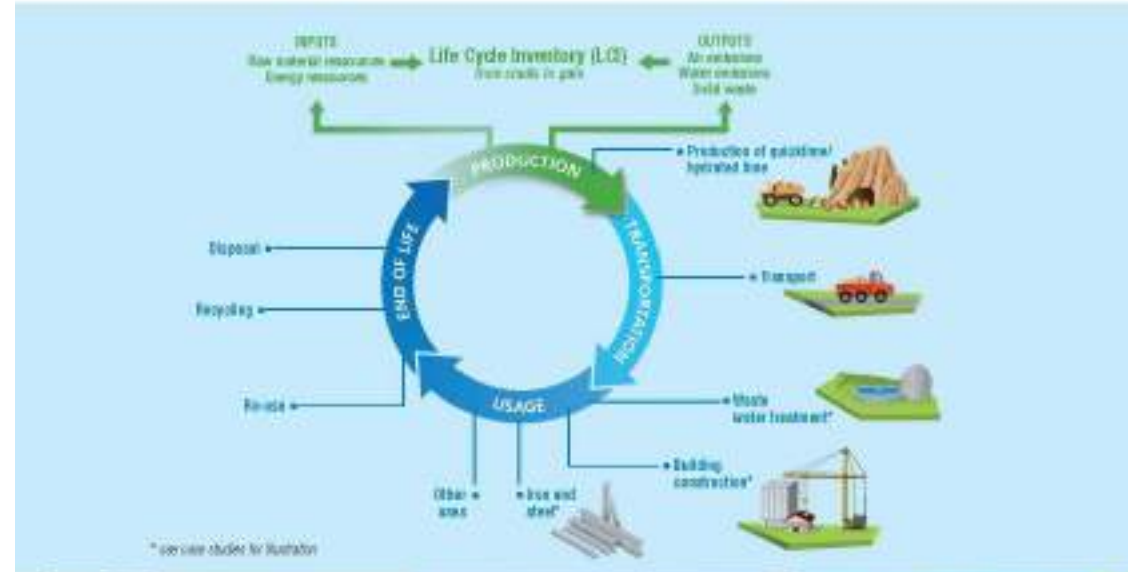 INPUTS
Raw material ressources
Energy ressources
Life Cycle Inventory (LCI)
from cradle to gate
OUTPUTS
Air emissions
Water emissions
Solid waste
PRODUCTION
• Production of quicklime/
hydrated lime
TRANSPORTATION
• Transport
USAGE
• Waste
water treatment*
• Building
construction*
• Iron and
steel*
Other •
areas
END OF LIFE
Re-use •
Recycling •
Disposal •
* see case studies for illustration